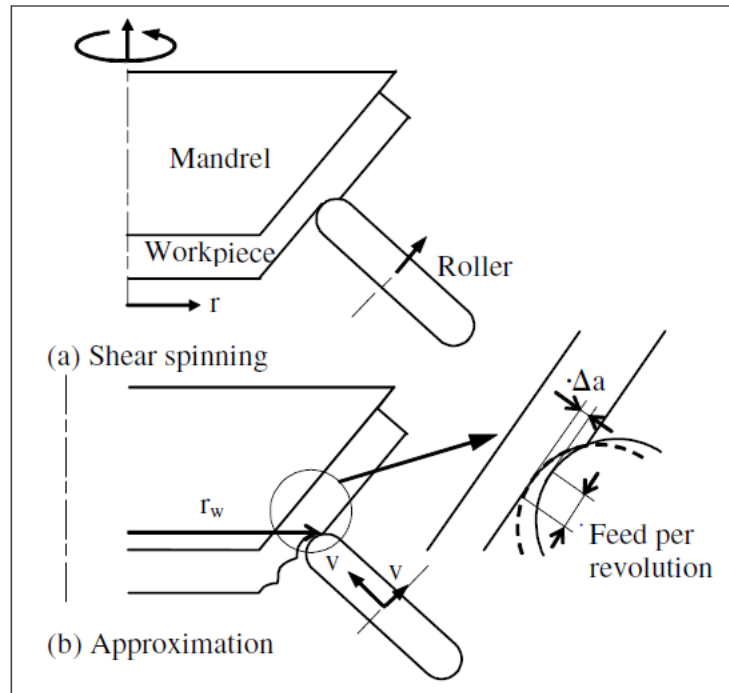 Mandrel
Workpiece
Roller
r
(a) Shear spinning
·Δa
r_w
v
v
Feed per
revolution
(b) Approximation